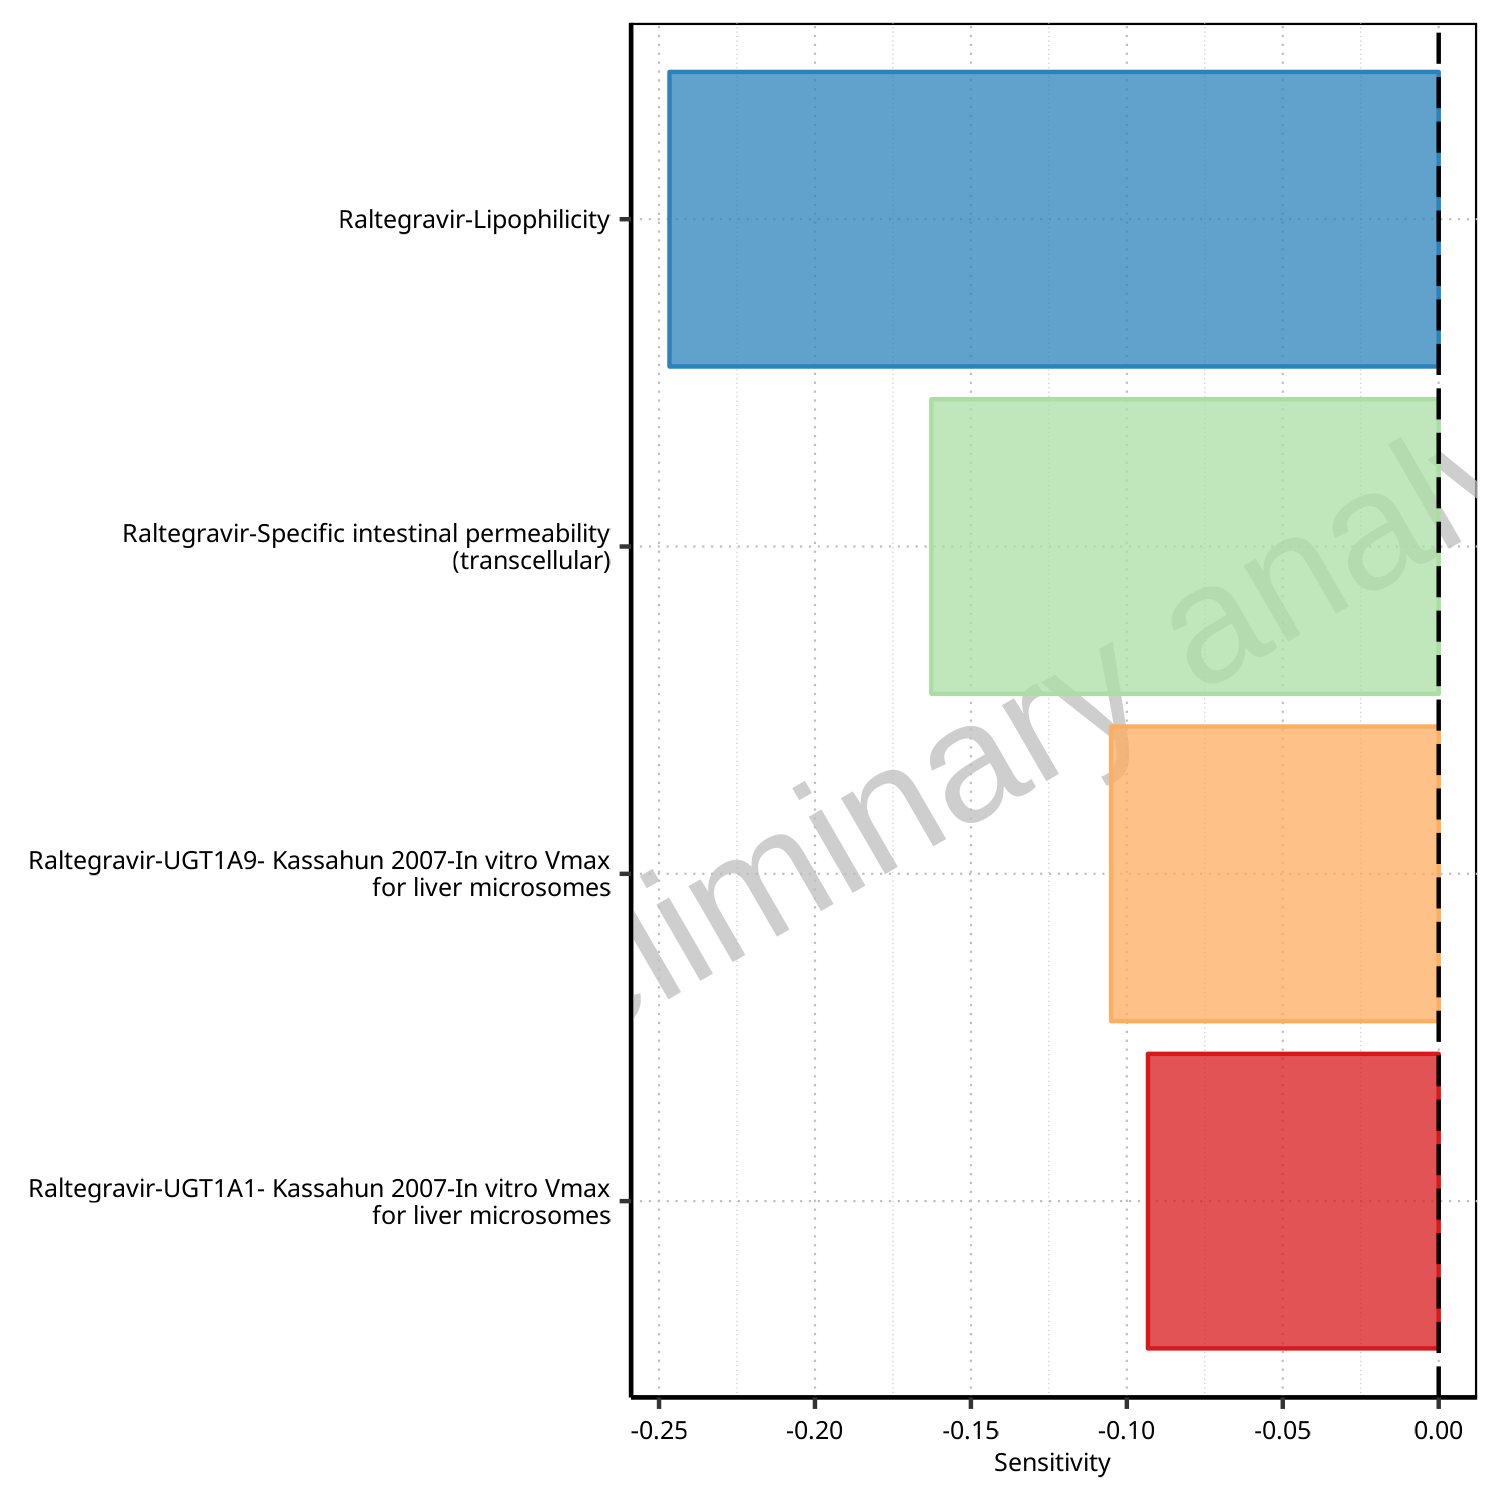 Raltegravir-Lipophilicity
Raltegravir-Specific intestinal permeability
(transcellular)
Raltegravir-UGT1A9- Kassahun 2007-In vitro Vmax
for liver microsomes
Raltegravir-UGT1A1- Kassahun 2007-In vitro Vmax
for liver microsomes
eliminary analy
-0.25 -0.20 -0.15 -0.10 -0.05 0.00
Sensitivity